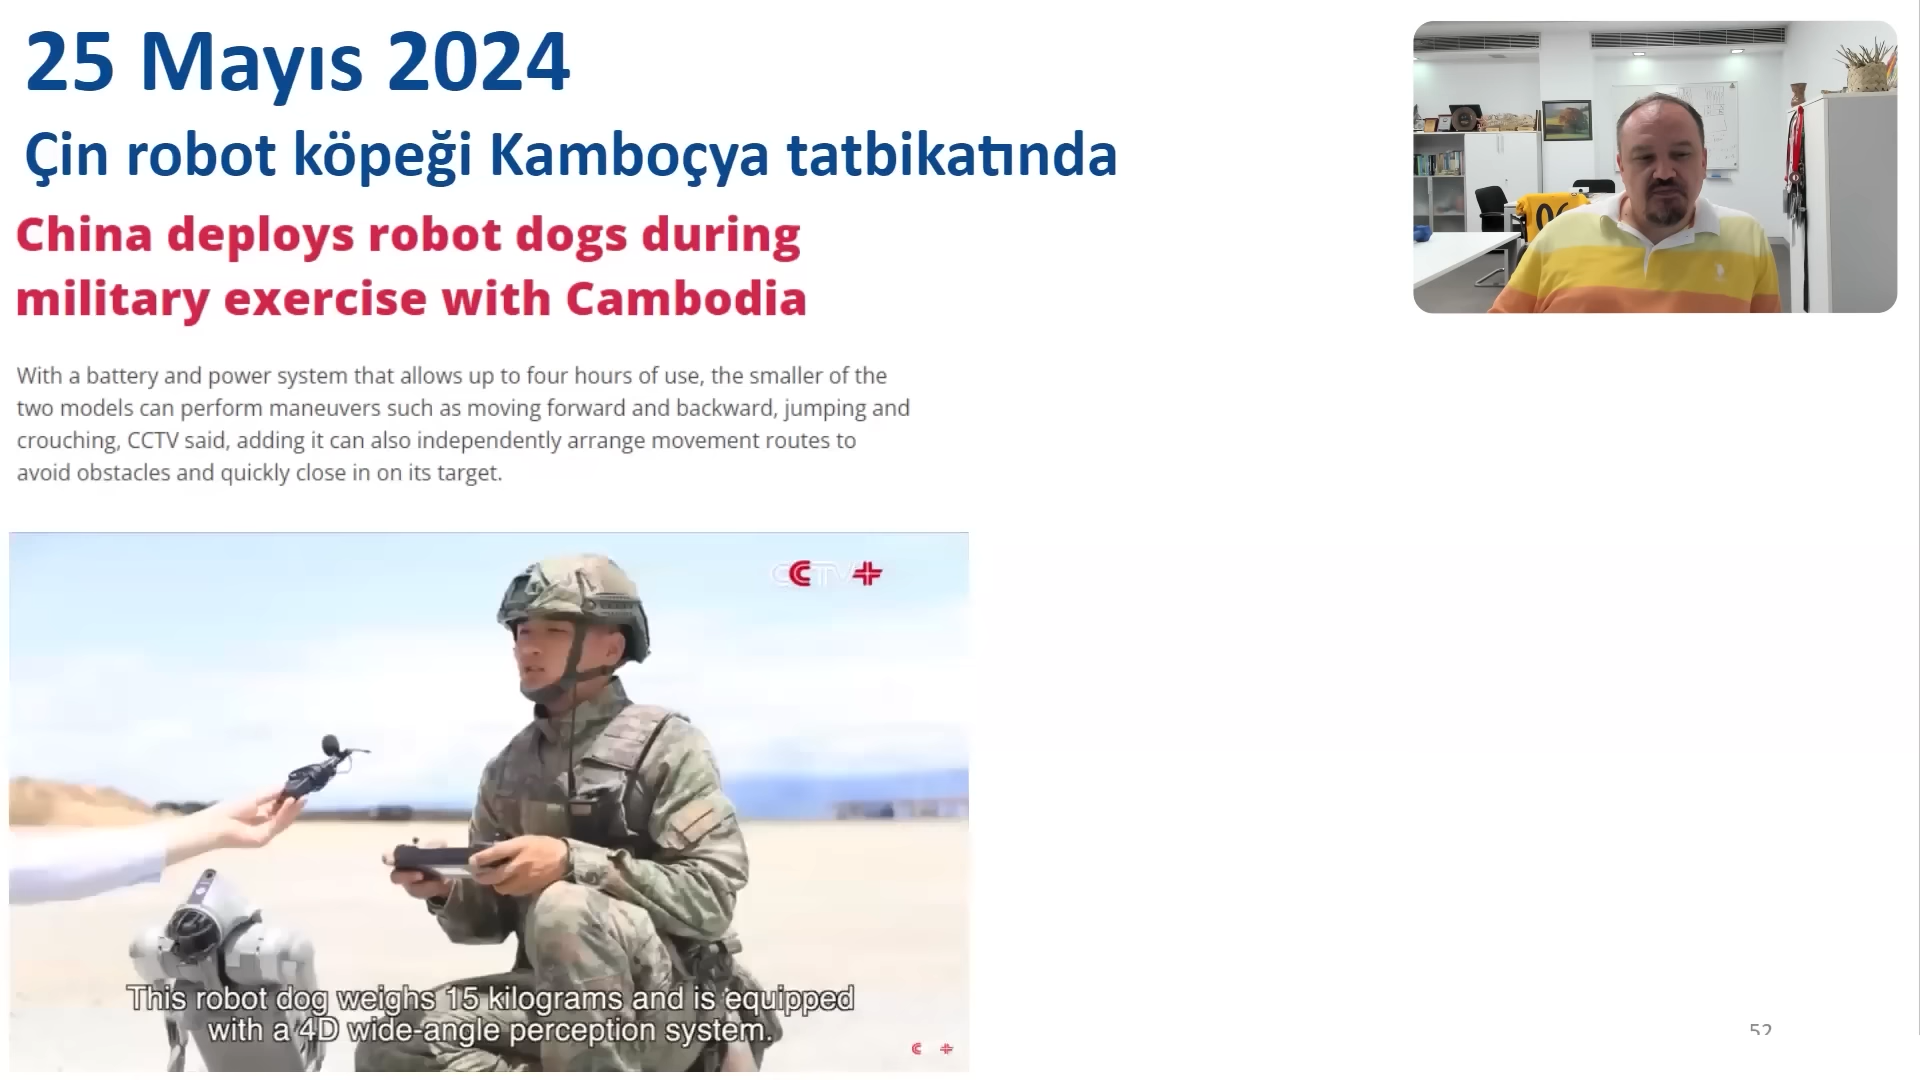 25 Mayıs 2024
Çin robot köpeği Kamboçya tatbikatında
China deploys robot dogs during
military exercise with Cambodia
With a battery and power system that allows up to four hours of use, the smaller of the
two models can perform maneuvers such as moving forward and backward, jumping and
crouching, CCTV said, adding it can also independently arrange movement routes to
avoid obstacles and quickly close in on its target.
CCTV+
This robot dog weighs 15 kilograms and is equipped
with a 4D wide-angle perception system.
52
06